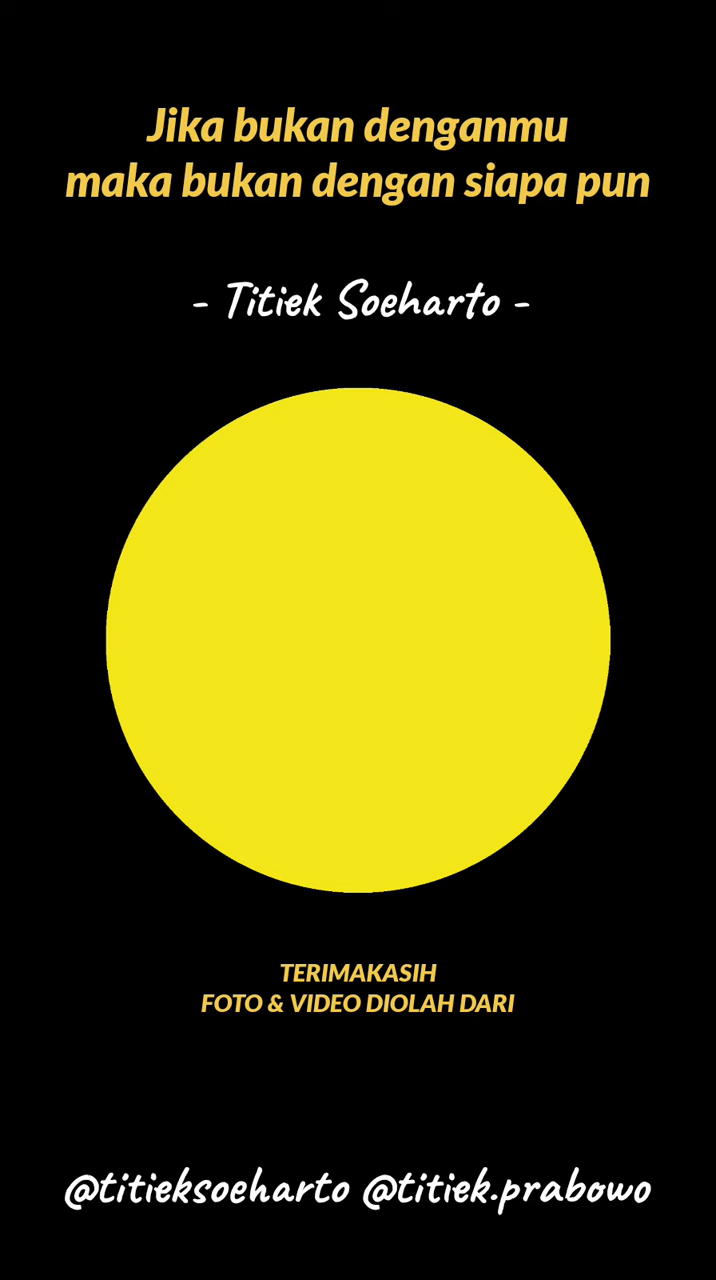 Jika bukan denganmu
maka bukan dengan siapa pun
- Titiek Soeharto -
TERIMAKASIH
FOTO & VIDEO DIOLAH DARI
@titieksoeharto @titiek.prabowo